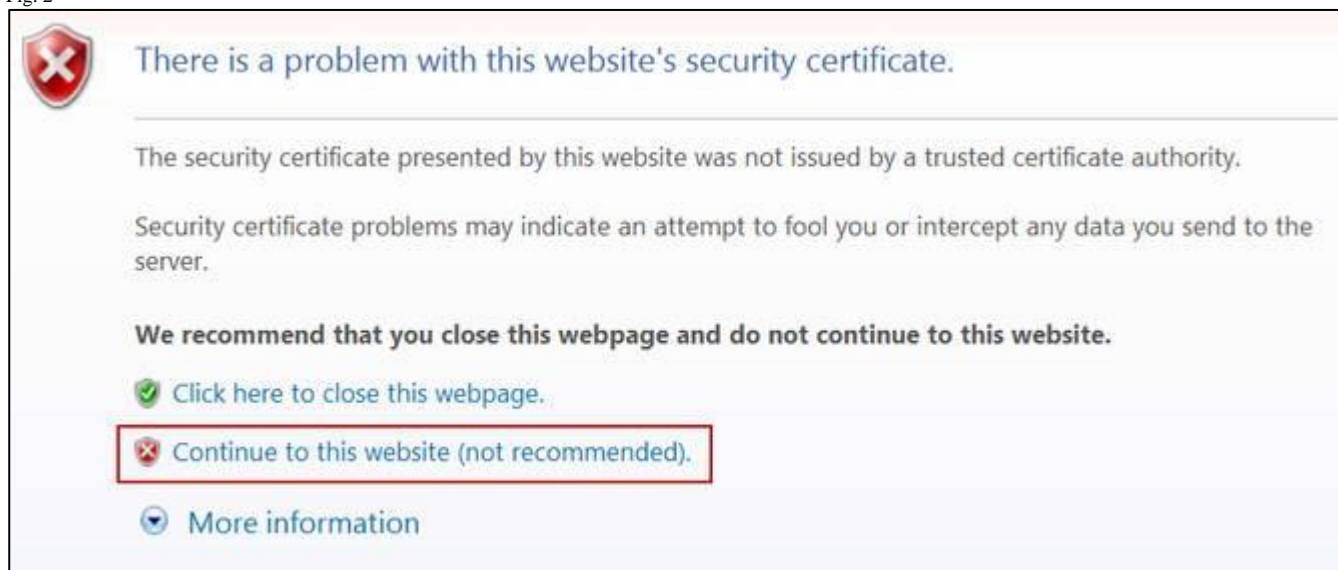 Fig. 2
There is a problem with this website's security certificate.
The security certificate presented by this website was not issued by a trusted certificate authority.
Security certificate problems may indicate an attempt to fool you or intercept any data you send to the
server.
We recommend that you close this webpage and do not continue to this website.
Click here to close this webpage.
Continue to this website (not recommended).
More information